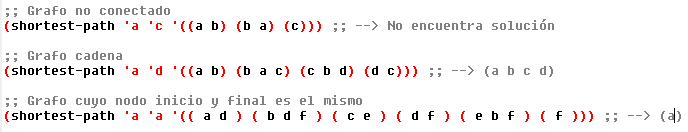 ;; Grafo no conectado
(shortest-path 'a 'c '((a b) (b a) (c))) ;; --> No encuentra solución
;; Grafo cadena
(shortest-path 'a 'd '((a b) (b a c) (c b d) (d c))) ;; --> (a b c d)
;; Grafo cuyo nodo inicio y final es el mismo
(shortest-path 'a 'a '(( a d ) ( b d f ) ( c e ) ( d f ) ( e b f ) ( f ))) ;; --> (a)